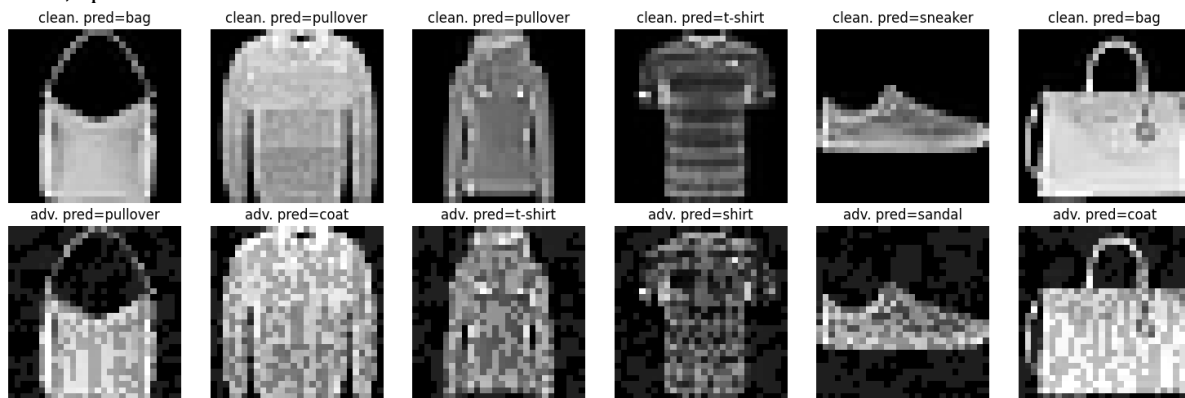 clean. pred=bag clean. pred=pullover clean. pred=pullover clean. pred=t-shirt clean. pred=sneaker clean. pred=bag
adv. pred=pullover adv. pred=coat adv. pred=t-shirt adv. pred=shirt adv. pred=sandal adv. pred=coat